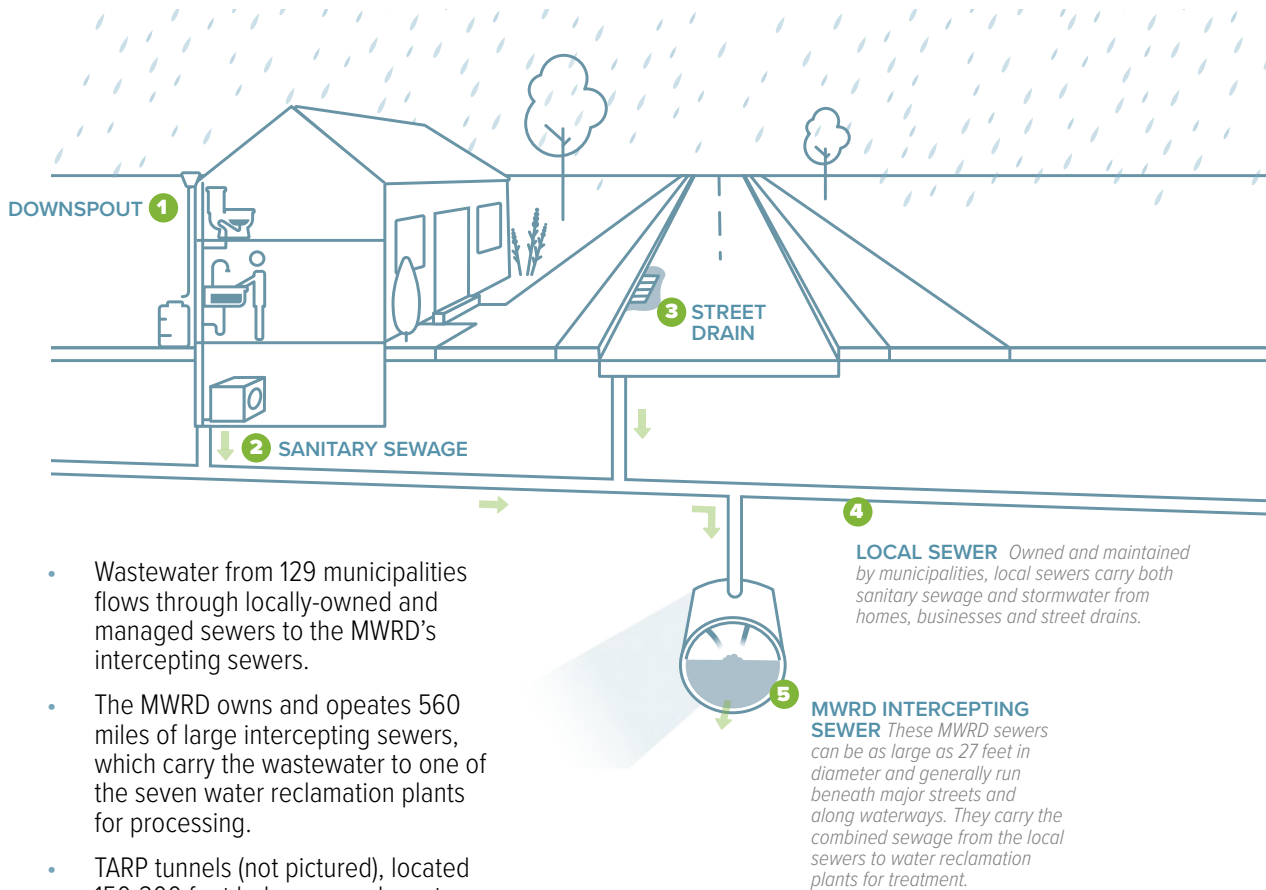 DOWNSPOUT 1
3 STREET
DRAIN
2 SANITARY SEWAGE
4
LOCAL SEWER Owned and maintained
by municipalities, local sewers carry both
sanitary sewage and stormwater from
homes, businesses and street drains.
• Wastewater from 129 municipalities
flows through locally-owned and
managed sewers to the MWRD's
intercepting sewers.
• The MWRD owns and opeates 560
miles of large intercepting sewers,
which carry the wastewater to one of
the seven water reclamation plants
for processing.
• TARP tunnels (not pictured), located
5
MWRD INTERCEPTING
SEWER These MWRD sewers
can be as large as 27 feet in
diameter and generally run
beneath major streets and
along waterways. They carry the
combined sewage from the local
sewers to water reclamation
plants for treatment.